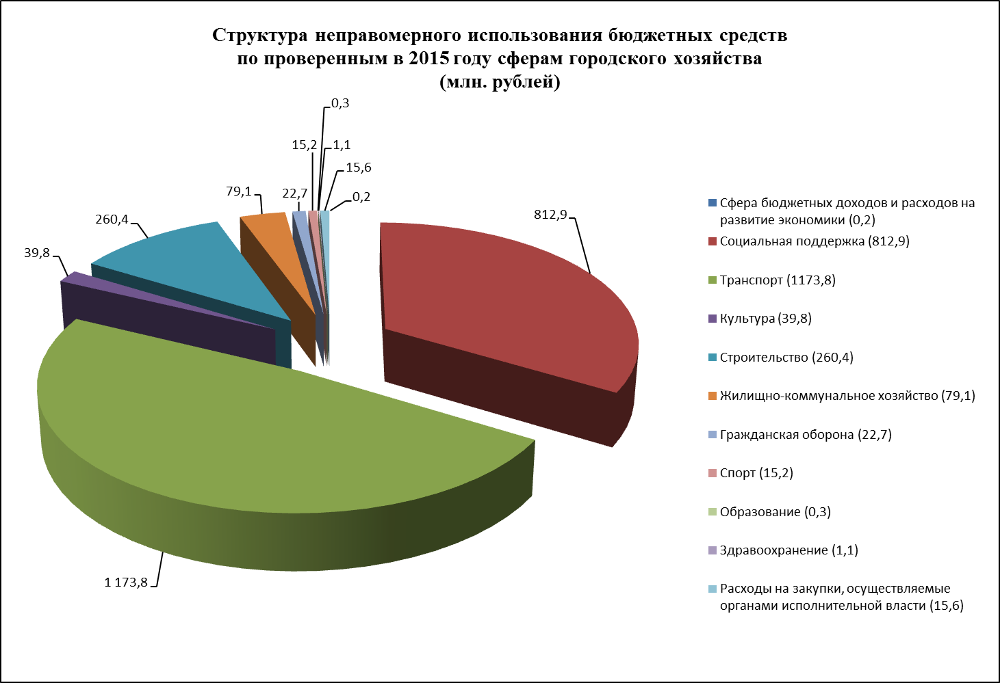 Структура неправомерного использования бюджетных средств
по проверенным в 2015 году сферам городского хозяйства
(млн. рублей)
0,3
15,2
1,1
15,6
79,1
22,7
0,2
260,4
812,9
39,8
1 173,8
Сфера бюджетных доходов и расходов на
развитие экономики (0,2)
Социальная поддержка (812,9)
Транспорт (1173,8)
Культура (39,8)
Строительство (260,4)
Жилищно-коммунальное хозяйство (79,1)
Гражданская оборона (22,7)
Спорт (15,2)
Образование (0,3)
Здравоохранение (1,1)
Расходы на закупки, осуществляемые
органами исполнительной власти (15,6)